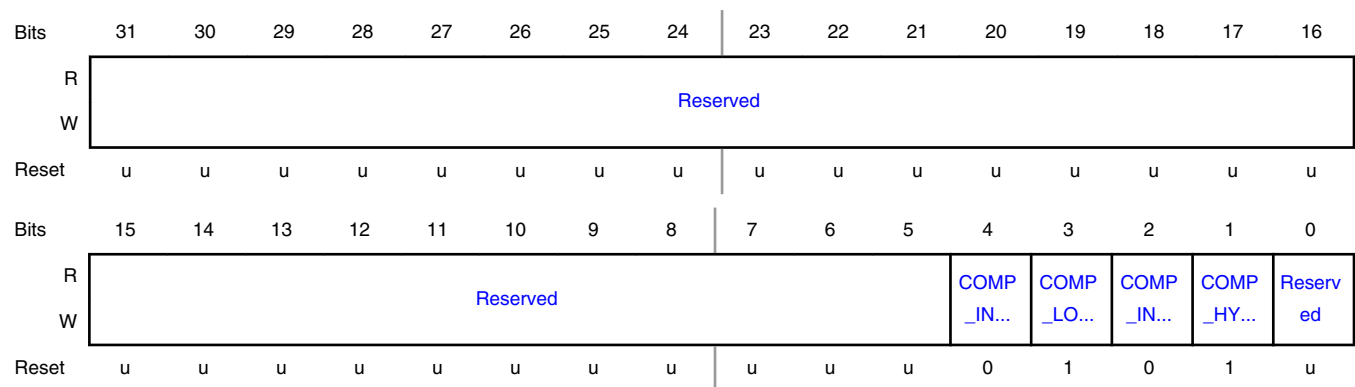 Bits 31 30 29 28 27 26 25 24 23 22 21 20 19 18 17 16
R
Reserved
W
Reset u u u u u u u u u u u u u u u u
Bits 15 14 13 12 11 10 9 8 7 6 5 4 3 2 1 0
R
Reserved COMP _IN... COMP _LO... COMP _IN... COMP _HY... Reserv ed
W
Reset u u u u u u u u u u u 0 1 0 1 u